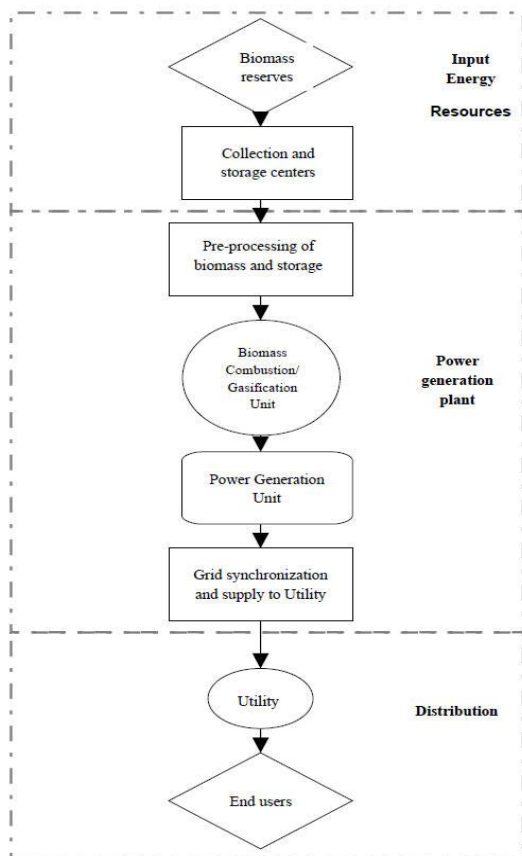 Biomass
reserves
Input
Energy
Resources
Collection and
storage centers
Pre-processing of
biomass and storage
Biomass
Combustion/
Gasification
Unit
Power
generation
plant
Power Generation
Unit
Grid synchronization
and supply to Utility
Utility
Distribution
End users